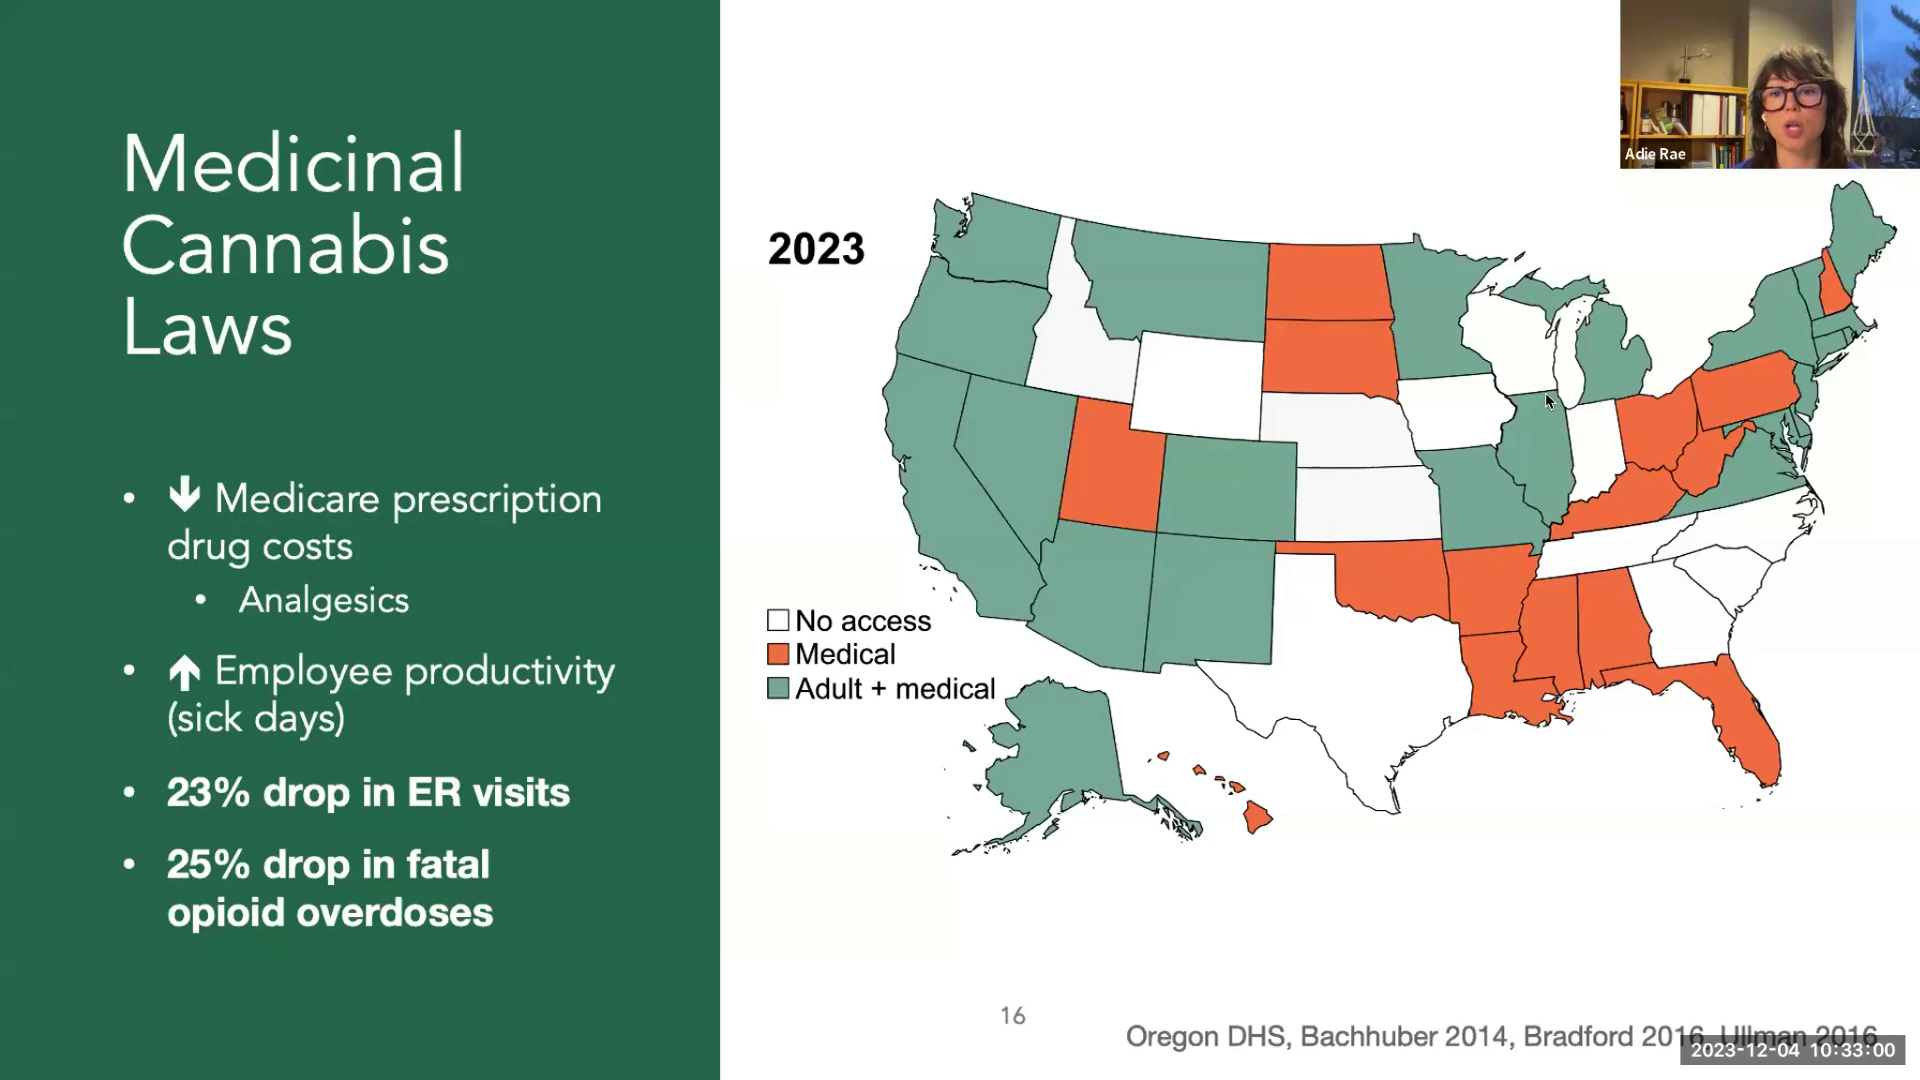 Medicinal
Cannabis
Laws
• 🡇 Medicare prescription
drug costs
• Analgesics
• 🡅 Employee productivity
(sick days)
• 23% drop in ER visits
• 25% drop in fatal
opioid overdoses
Adie Rae
2023
No access
Medical
Adult + medical
16
Oregon DHS, Bachhuber 2014, Bradford 2016, Ullman 2016
2023-12-04 10:33:00